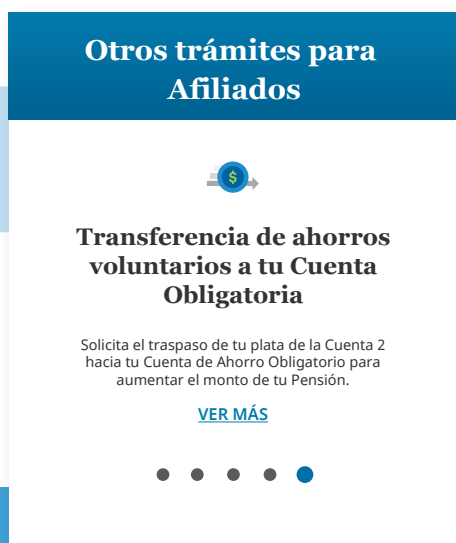 Otros trámites para
Afiliados
$
Transferencia de ahorros
voluntarios a tu Cuenta
Obligatoria
Solicita el traspaso de tu plata de la Cuenta 2
hacia tu Cuenta de Ahorro Obligatorio para
aumentar el monto de tu Pensión.
VER MÁS